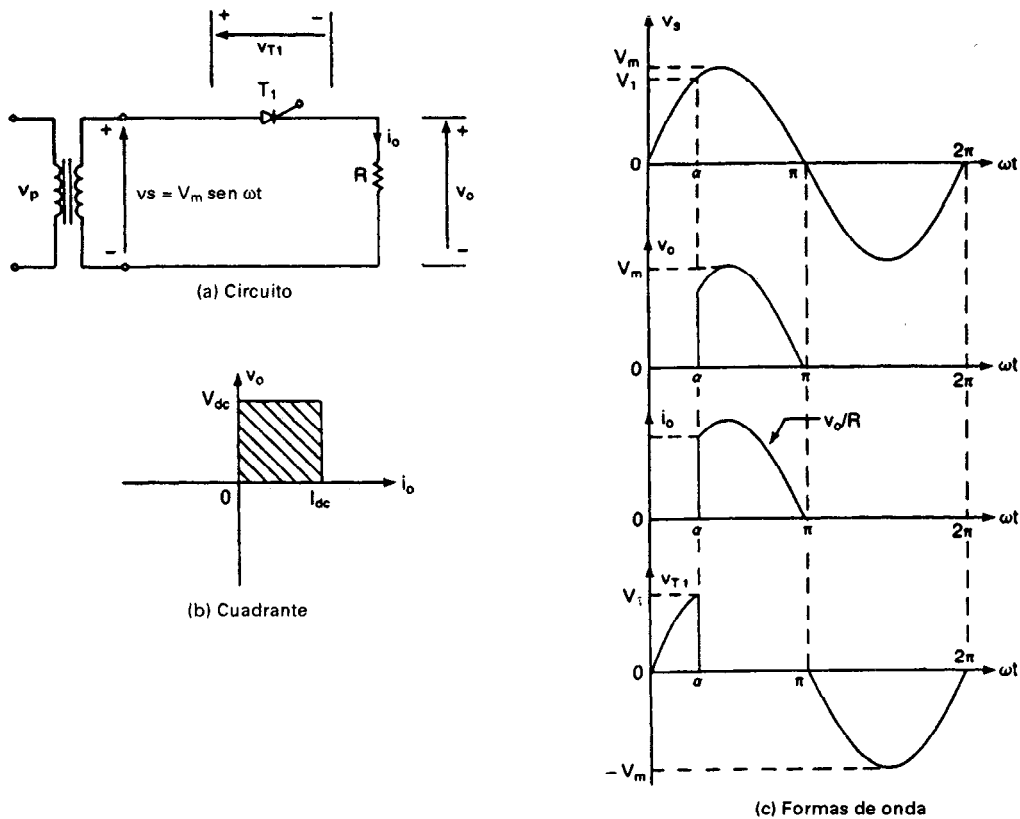 + −
v_T1
T_1
+
−
v_p
vs = V_m sen ωt
i_o
R
+
v_o
−
(a) Circuito
v_o
V_dc
0
I_dc
i_o
(b) Cuadrante
v_s
V_m
V_1
0
α
π
2π
ωt
v_o
V_m
0
α
π
2π
ωt
i_o
v_o/R
0
α
π
2π
ωt
v_T1
V_1
0
α
π
2π
ωt
−V_m
(c) Formas de onda